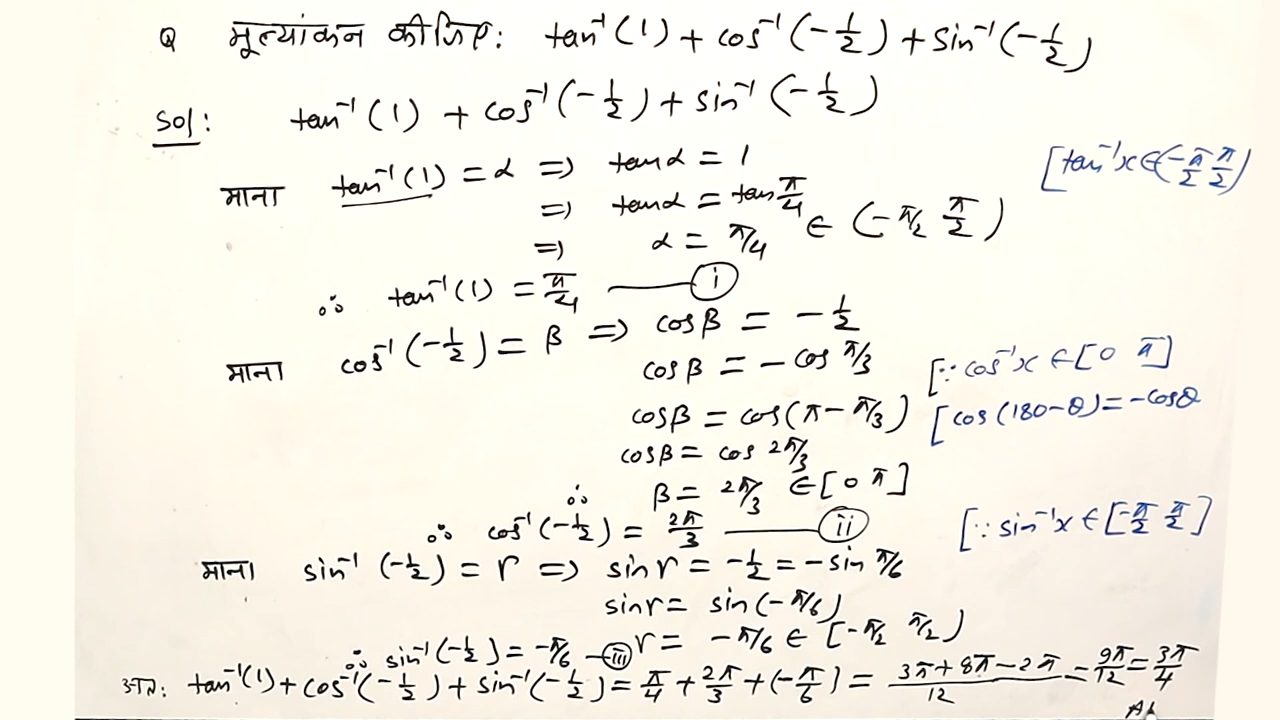 Q मूल्यांकन कीजिए: tan⁻¹(1) + cos⁻¹(-1/2) + sin⁻¹(-1/2)
Sol: tan⁻¹(1) + cos⁻¹(-1/2) + sin⁻¹(-1/2)
माना tan⁻¹(1) = α ⇒ tanα = 1 [tan⁻¹x ∈ (-π/2 π/2)
⇒ tanα = tan π/4
⇒ α = π/4 ∈ (-π/2 π/2)
∴ tan⁻¹(1) = π/4 —— (i)
माना cos⁻¹(-1/2) = β ⇒ cosβ = -1/2
cosβ = -cos π/3 [∵ cos⁻¹x ∈ [0 π]
cosβ = cos(π - π/3) [cos(180-θ) = -cosθ
cosβ = cos 2π/3
∴ β = 2π/3 ∈ [0 π]
∴ cos⁻¹(-1/2) = 2π/3 —— (ii) [∵ sin⁻¹x ∈ [-π/2 π/2]
माना sin⁻¹(-1/2) = r ⇒ sin r = -1/2 = -sin π/6
sin r = sin(-π/6)
r = -π/6 ∈ [-π/2 π/2)
∴ sin⁻¹(-1/2) = -π/6 — (iii)
अतः tan⁻¹(1) + cos⁻¹(-1/2) + sin⁻¹(-1/2) = π/4 + 2π/3 + (-π/6) = (3π + 8π - 2π)/12 = 9π/12 = 3π/4